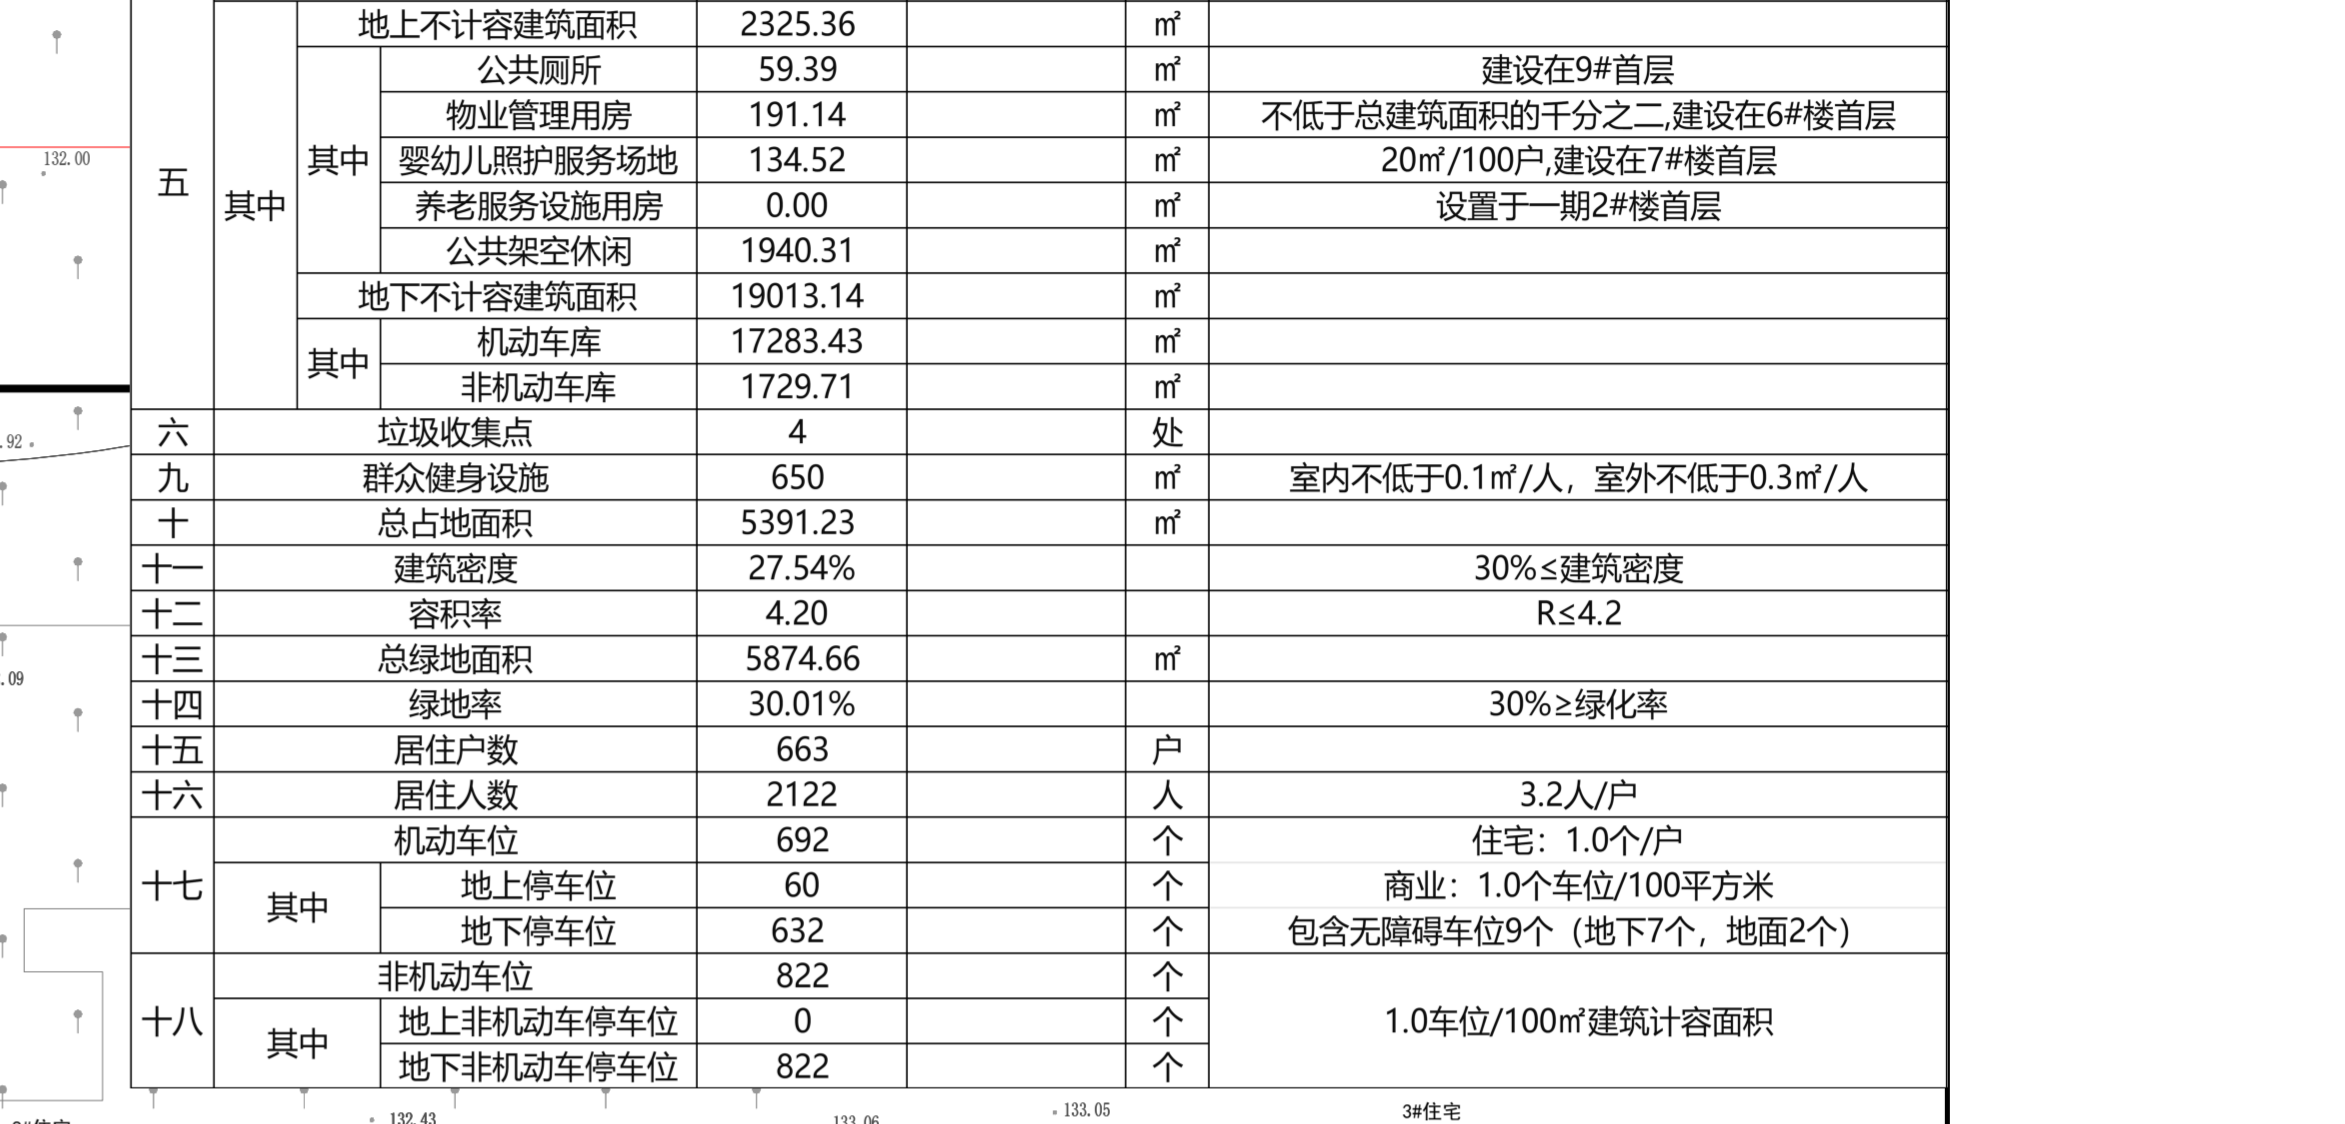 地上不计容建筑面积 2325.36 ㎡
公共厕所 59.39 ㎡ 建设在9#首层
物业管理用房 191.14 ㎡ 不低于总建筑面积的千分之二,建设在6#楼首层
132.00
五 其中 其中 婴幼儿照护服务场地 134.52 ㎡ 20㎡/100户,建设在7#楼首层
养老服务设施用房 0.00 ㎡ 设置于一期2#楼首层
公共架空休闲 1940.31 ㎡
地下不计容建筑面积 19013.14 ㎡
其中 机动车库 17283.43 ㎡
非机动车库 1729.71 ㎡
.92 六 垃圾收集点 4 处
九 群众健身设施 650 ㎡ 室内不低于0.1㎡/人，室外不低于0.3㎡/人
十 总占地面积 5391.23 ㎡
十一 建筑密度 27.54% 30%≤建筑密度
十二 容积率 4.20 R≤4.2
十三 总绿地面积 5874.66 ㎡
.09
十四 绿地率 30.01% 30%≥绿化率
十五 居住户数 663 户
十六 居住人数 2122 人 3.2人/户
十七 机动车位 692 个 住宅：1.0个/户
其中 地上停车位 60 个 商业：1.0个车位/100平方米
地下停车位 632 个 包含无障碍车位9个（地下7个，地面2个）
十八 非机动车位 822 个 1.0车位/100㎡建筑计容面积
其中 地上非机动车停车位 0 个
地下非机动车停车位 822 个
132.43 133.06 133.05 3#住宅